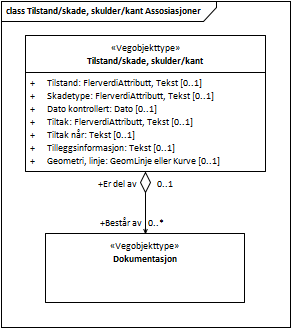 class Tilstand/skade, skulder/kant Assosiasjoner
«Vegobjekttype»
Tilstand/skade, skulder/kant
+ Tilstand: FlerverdiAttributt, Tekst [0..1]
+ Skadetype: FlerverdiAttributt, Tekst [0..1]
+ Dato kontrollert: Dato [0..1]
+ Tiltak: FlerverdiAttributt, Tekst [0..1]
+ Tiltak når: Tekst [0..1]
+ Tilleggsinformasjon: Tekst [0..1]
+ Geometri, linje: GeomLinje eller Kurve [0..1]
+Er del av 0..1
+Består av 0..*
«Vegobjekttype»
Dokumentasjon